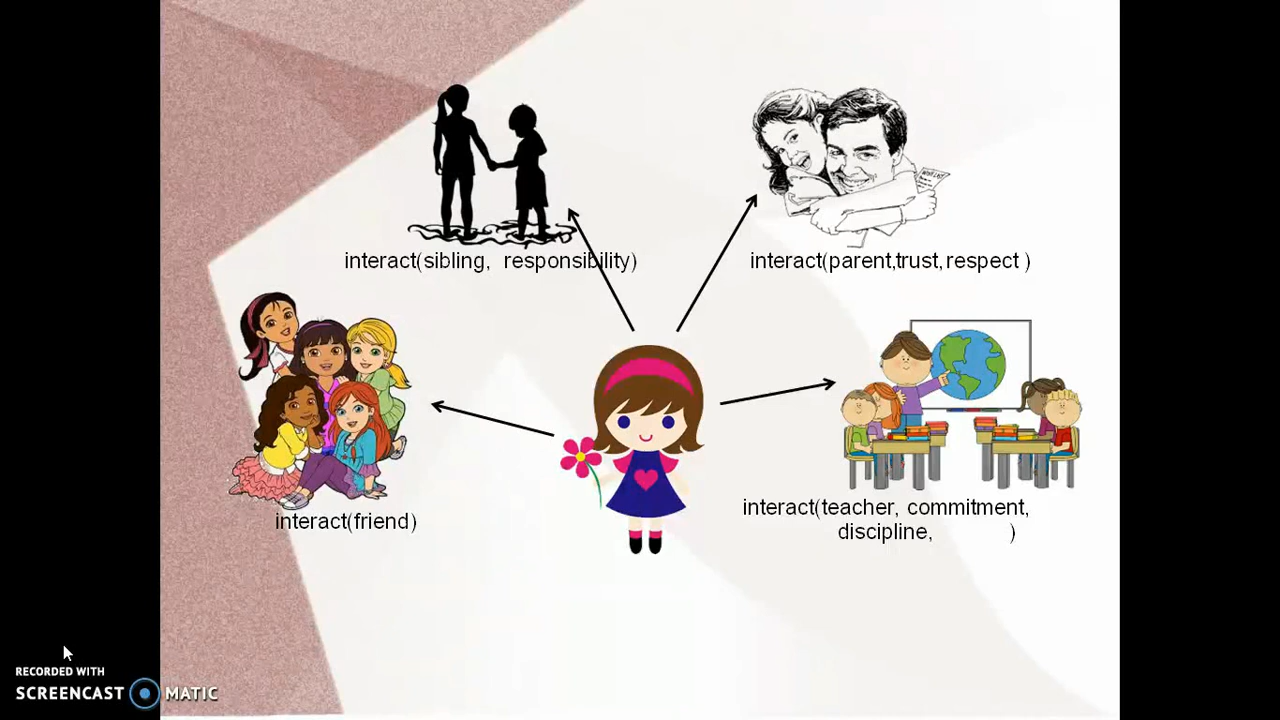 interact(sibling, responsibility)
interact(parent,trust, respect )
interact(friend)
interact(teacher, commitment,
discipline, )
RECORDED WITH
SCREENCAST MATIC